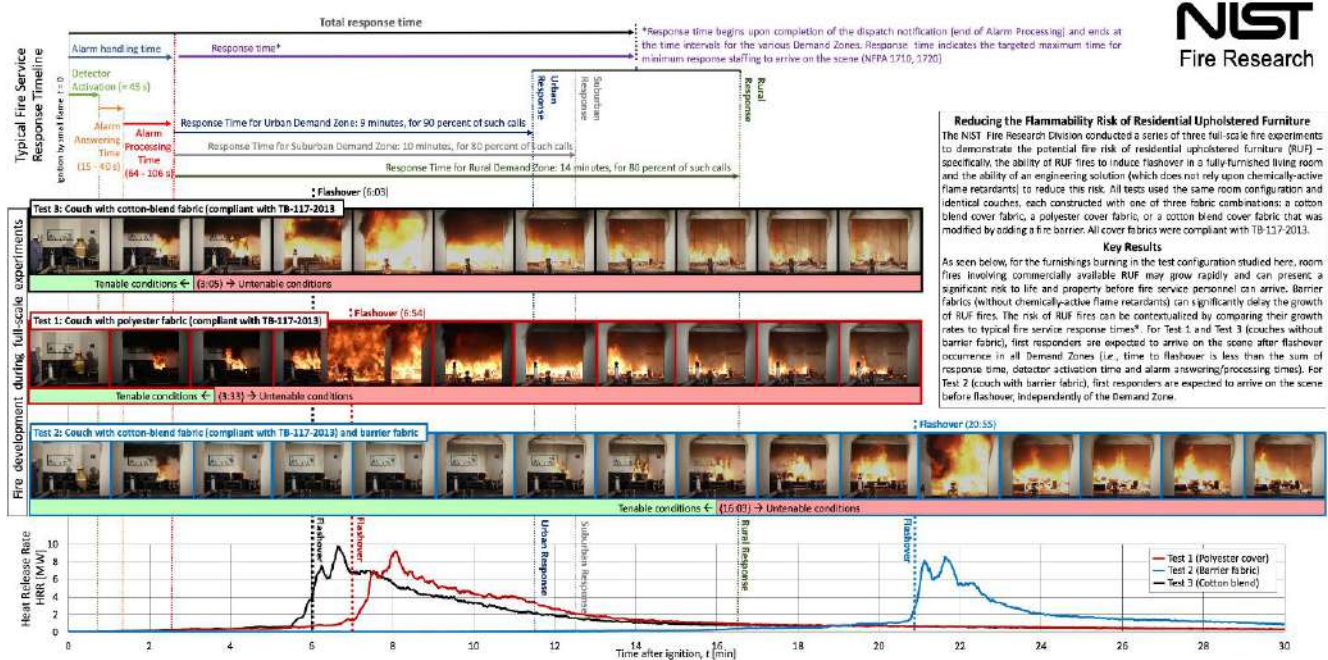 NIST
Fire Research
Typical Fire Service
Response Timeline
Ignition by small flame, t = 0
Total response time
Alarm handling time
Response time*
*Response time begins upon completion of the dispatch notification (end of Alarm Processing) and ends
at the time intervals for the various Demand Zones. Response time indicates the targeted maximum time for
minimum response staffing to arrive on the scene (NFPA 1710, 1720)
Detector
Activation (≈ 45 s)
Alarm
Answering
Time
(15 - 40 s)
Alarm
Processing
Time
(64 - 106 s)
Urban
Response
Suburban
Response
Rural
Response
Response Time for Urban Demand Zone: 9 minutes, for 90 percent of such calls
Response Time for Suburban Demand Zone: 10 minutes, for 80 percent of such calls
Response Time for Rural Demand Zone: 14 minutes, for 80 percent of such calls
Reducing the Flammability Risk of Residential Upholstered Furniture
The NIST Fire Research Division conducted a series of three full-scale fire experiments
to demonstrate the potential fire risk of residential upholstered furniture (RUF) –
specifically, the ability of RUF fires to induce flashover in a fully-furnished living room
and the ability of an engineering solution (which does not rely upon chemically-active
flame retardants) to reduce this risk. All tests used the same room configuration and
identical couches, each constructed with one of three fabric combinations: a cotton
blend cover fabric, a polyester cover fabric, or a cotton blend cover fabric that was
modified by adding a fire barrier. All cover fabrics were compliant with TB-117-2013.
Key Results
As seen below, for the furnishings burning in the test configuration studied here, room
fires involving commercially available RUF may grow rapidly and can present a
significant risk to life and property before fire service personnel can arrive. Barrier
fabrics (without chemically-active flame retardants) can significantly delay the growth
of RUF fires. The risk of RUF fires can be contextualized by comparing their growth
rates to typical fire service response times*. For Test 1 and Test 3 (couches without
barrier fabric), first responders are expected to arrive on the scene after flashover
occurrence in all Demand Zones (i.e., time to flashover is less than the sum of
response time, detector activation time and alarm answering/processing times). For
Test 2 (couch with barrier fabric), first responders are expected to arrive on the scene
before flashover, independently of the Demand Zone.
Fire development during full-scale experiments
Flashover (6:03)
Test 3: Couch with cotton-blend fabric (compliant with TB-117-2013
Tenable conditions ← (3:05) → Untenable conditions
Flashover (6:54)
Test 1: Couch with polyester fabric (compliant with TB-117-2013)
Tenable conditions ← (3:33) → Untenable conditions
Flashover (20:55)
Test 2: Couch with cotton-blend fabric (compliant with TB-117-2013) and barrier fabric
Tenable conditions ← (16:03) → Untenable conditions
Heat Release Rate
HRR [MW]
10
8
6
4
2
0
Flashover
Flashover
Urban Response
Suburban Response
Rural Response
Flashover
Test 1 (Polyester cover)
Test 2 (Barrier fabric)
Test 3 (Cotton blend)
0 2 4 6 8 10 12 14 16 18 20 22 24 26 28 30
Time after ignition, t [min]